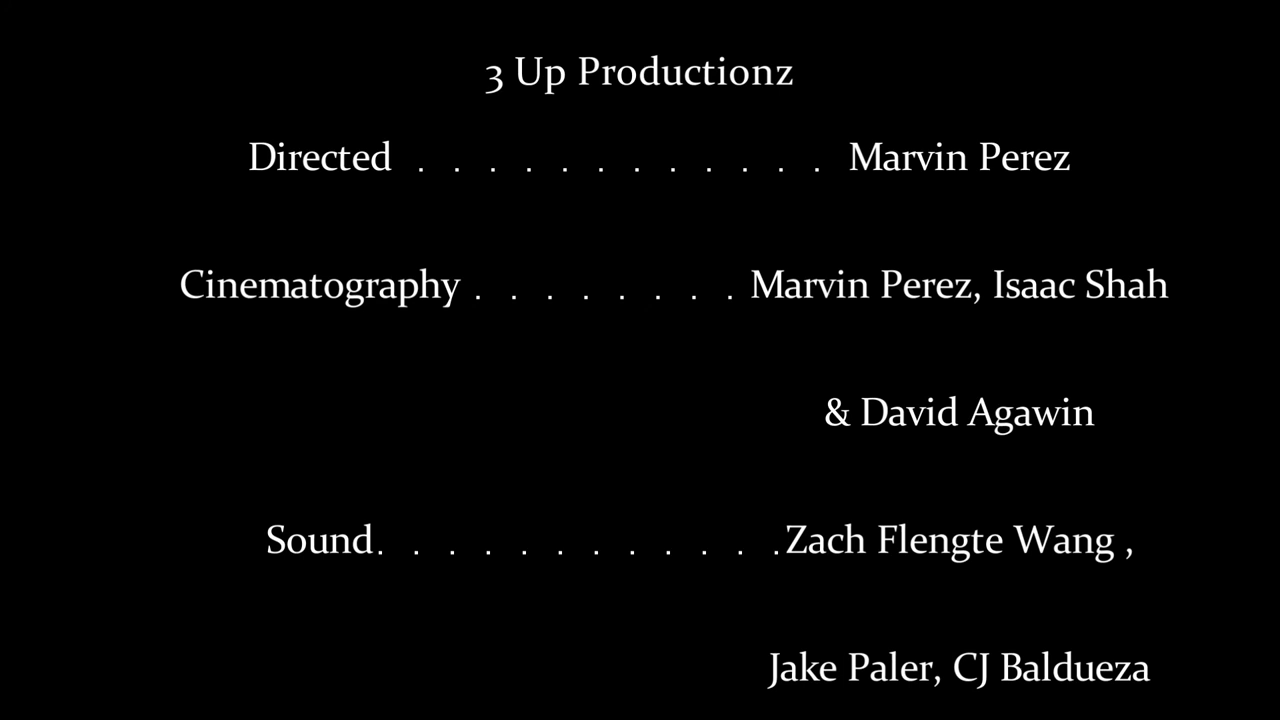 3 Up Productionz
Directed . . . . . . . . . . . . Marvin Perez
Cinematography . . . . . . . . Marvin Perez, Isaac Shah
& David Agawin
Sound. . . . . . . . . . . .Zach Flengte Wang ,
Jake Paler, CJ Baldueza